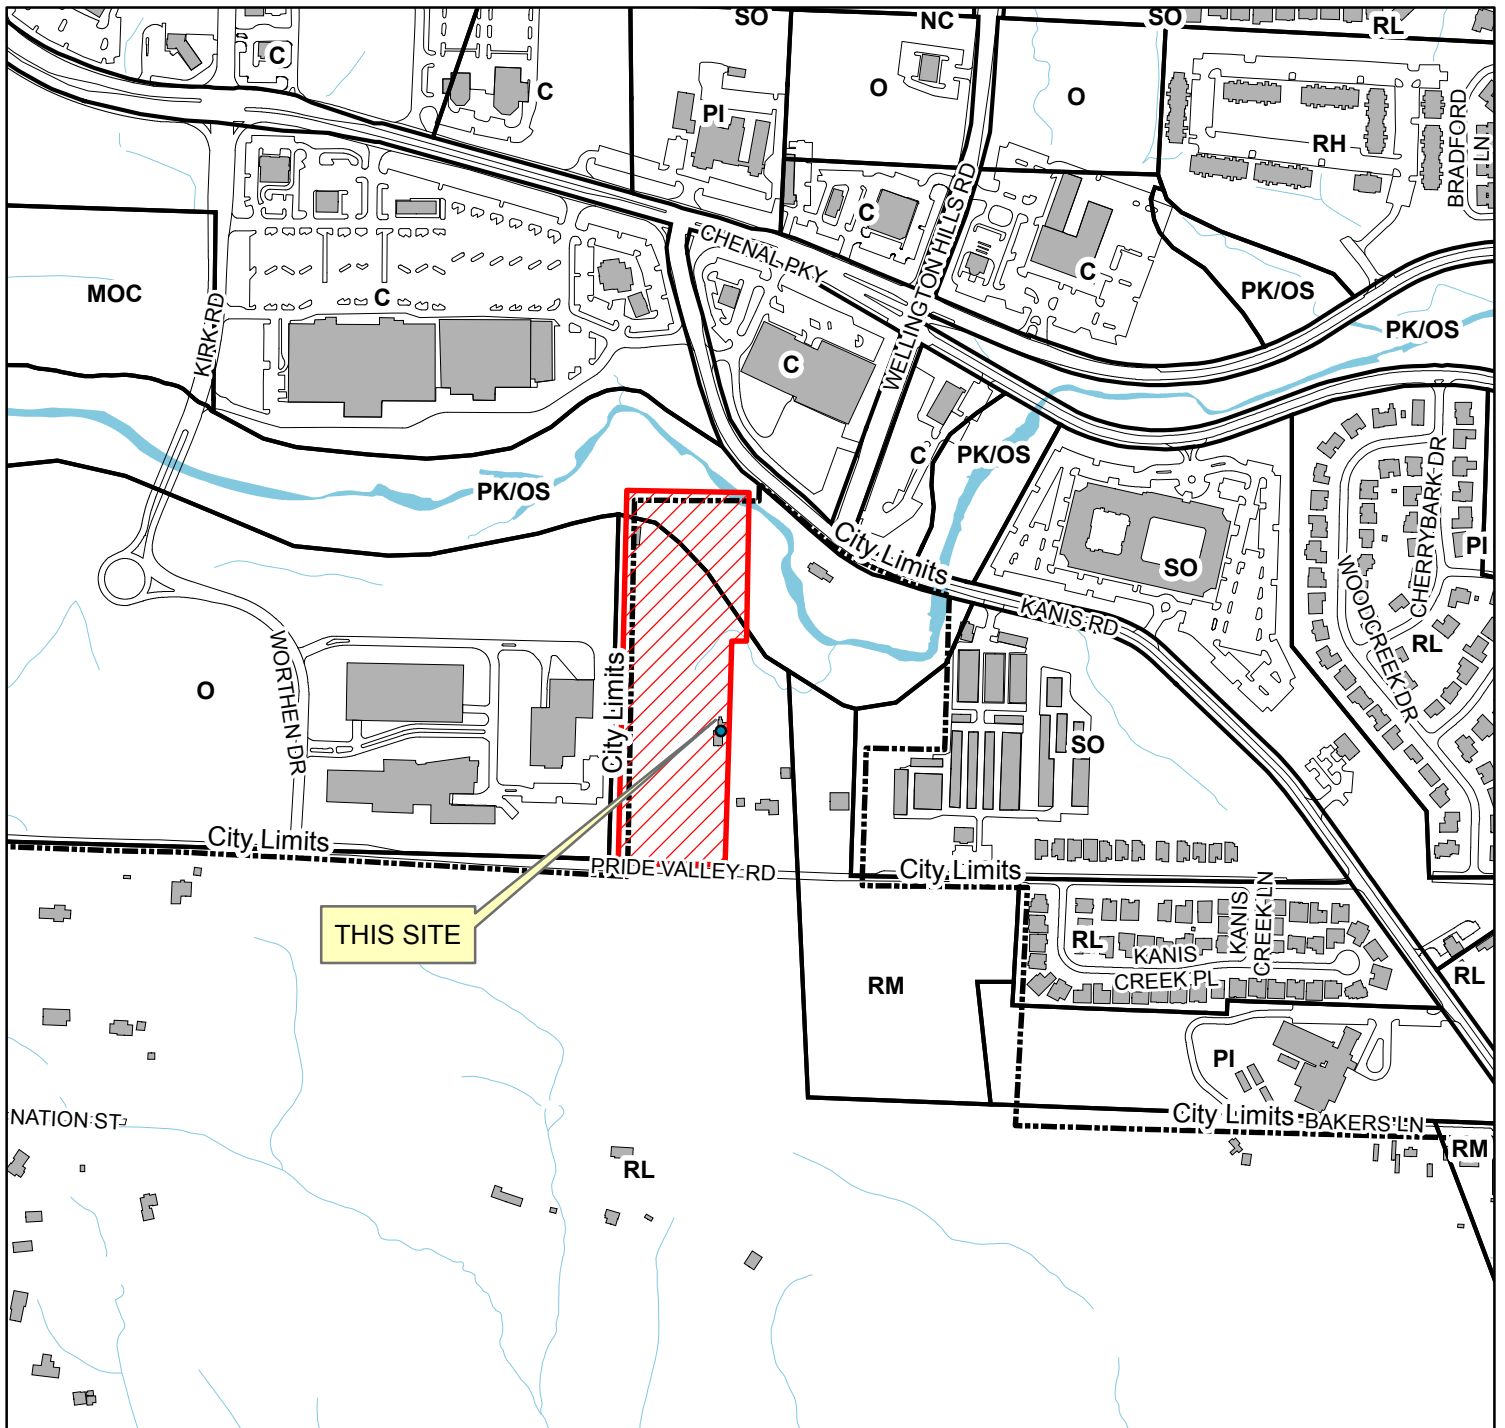 SO
NC
SO
RL
C
C
PI
O
O
RH
BRADFORD
LN
MOC
KIRK RD
C
CHENAL PKY
C
WELLINGTON HILLS RD
C
PK/OS
PK/OS
C
C
PK/OS
PK/OS
City Limits
SO
KANIS RD
WOODCREEK DR
CHERRYBARK DR
PI
RL
O
WORTHEN DR
City Limits
SO
City Limits
PRIDE VALLEY RD
City Limits
THIS SITE
RL
KANIS
CREEK PL
KANIS
CREEK LN
RL
RM
PI
NATION ST
City Limits
BAKERS LN
RL
RM